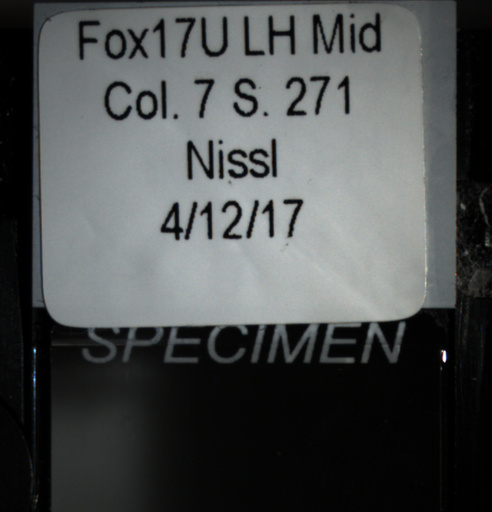 Fox17U LH Mid
Col. 7 S. 271
Nissl
4/12/17
SPECIMEN